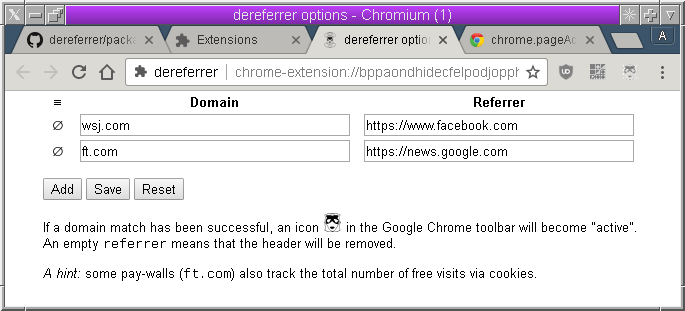 dereferrer options - Chromium (1)
dereferrer/packa
Extensions
dereferrer option
chrome.pageAc
A
dereferrer
chrome-extension://bppaondhidecfelpodjopph
≡ Domain Referrer
∅ wsj.com https://www.facebook.com
∅ ft.com https://news.google.com
Add Save Reset
If a domain match has been successful, an icon in the Google Chrome toolbar will become "active".
An empty referrer means that the header will be removed.
A hint: some pay-walls (ft.com) also track the total number of free visits via cookies.